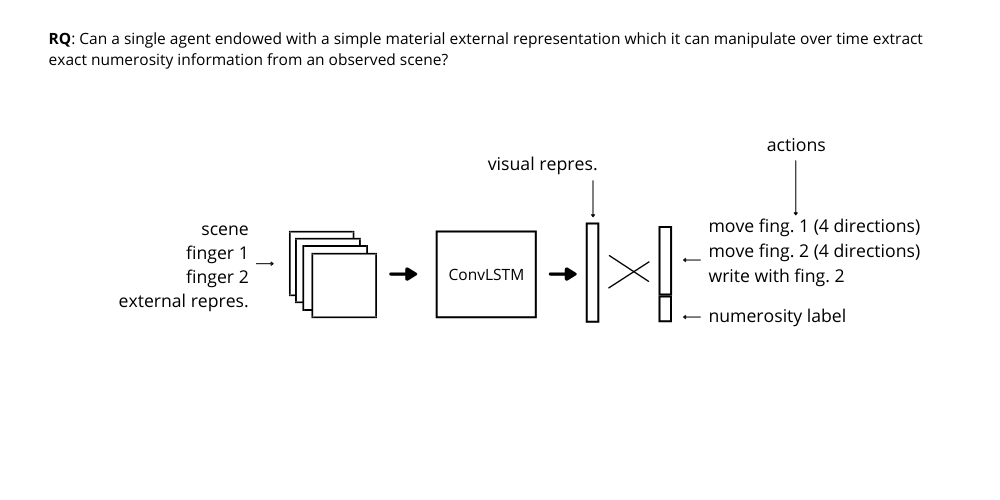 RQ: Can a single agent endowed with a simple material external representation which it can manipulate over time extract
exact numerosity information from an observed scene?
actions
visual repres.
scene
finger 1
finger 2
external repres.
ConvLSTM
move fing. 1 (4 directions)
move fing. 2 (4 directions)
write with fing. 2
numerosity label